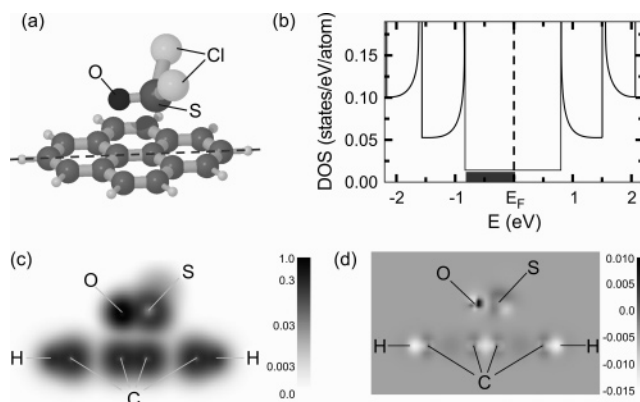 (a)
Cl
O
S
(b)
DOS (states/eV/atom)
0.15
0.10
0.05
0.00
-2 -1 E_F 1 2
E (eV)
(c)
O S
H H
C
1.0
0.3
0.03
0.003
0.0
(d)
O S
H H
C
0.010
0.005
0.0
-0.005
-0.010
-0.015